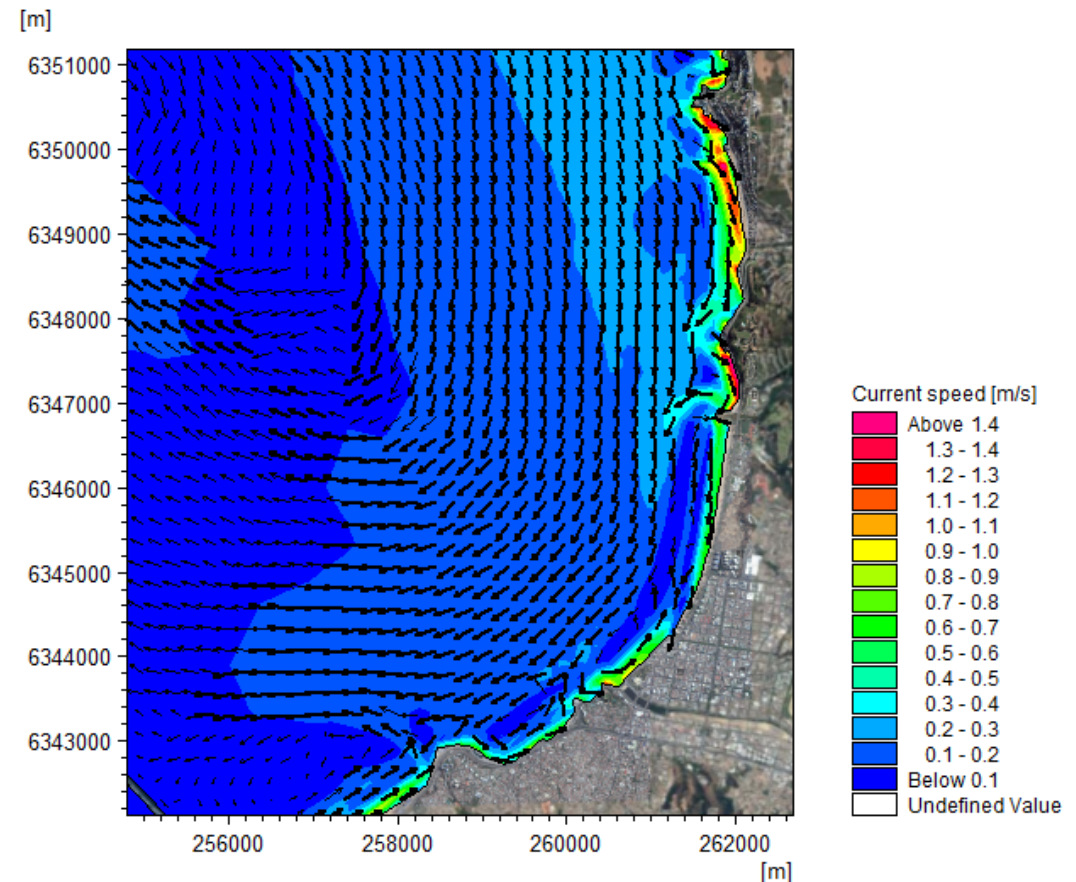 [m]
6351000
6350000
6349000
6348000
6347000
6346000
6345000
6344000
6343000
256000 258000 260000 262000
[m]
Current speed [m/s]
Above 1.4
1.3 - 1.4
1.2 - 1.3
1.1 - 1.2
1.0 - 1.1
0.9 - 1.0
0.8 - 0.9
0.7 - 0.8
0.6 - 0.7
0.5 - 0.6
0.4 - 0.5
0.3 - 0.4
0.2 - 0.3
0.1 - 0.2
Below 0.1
Undefined Value